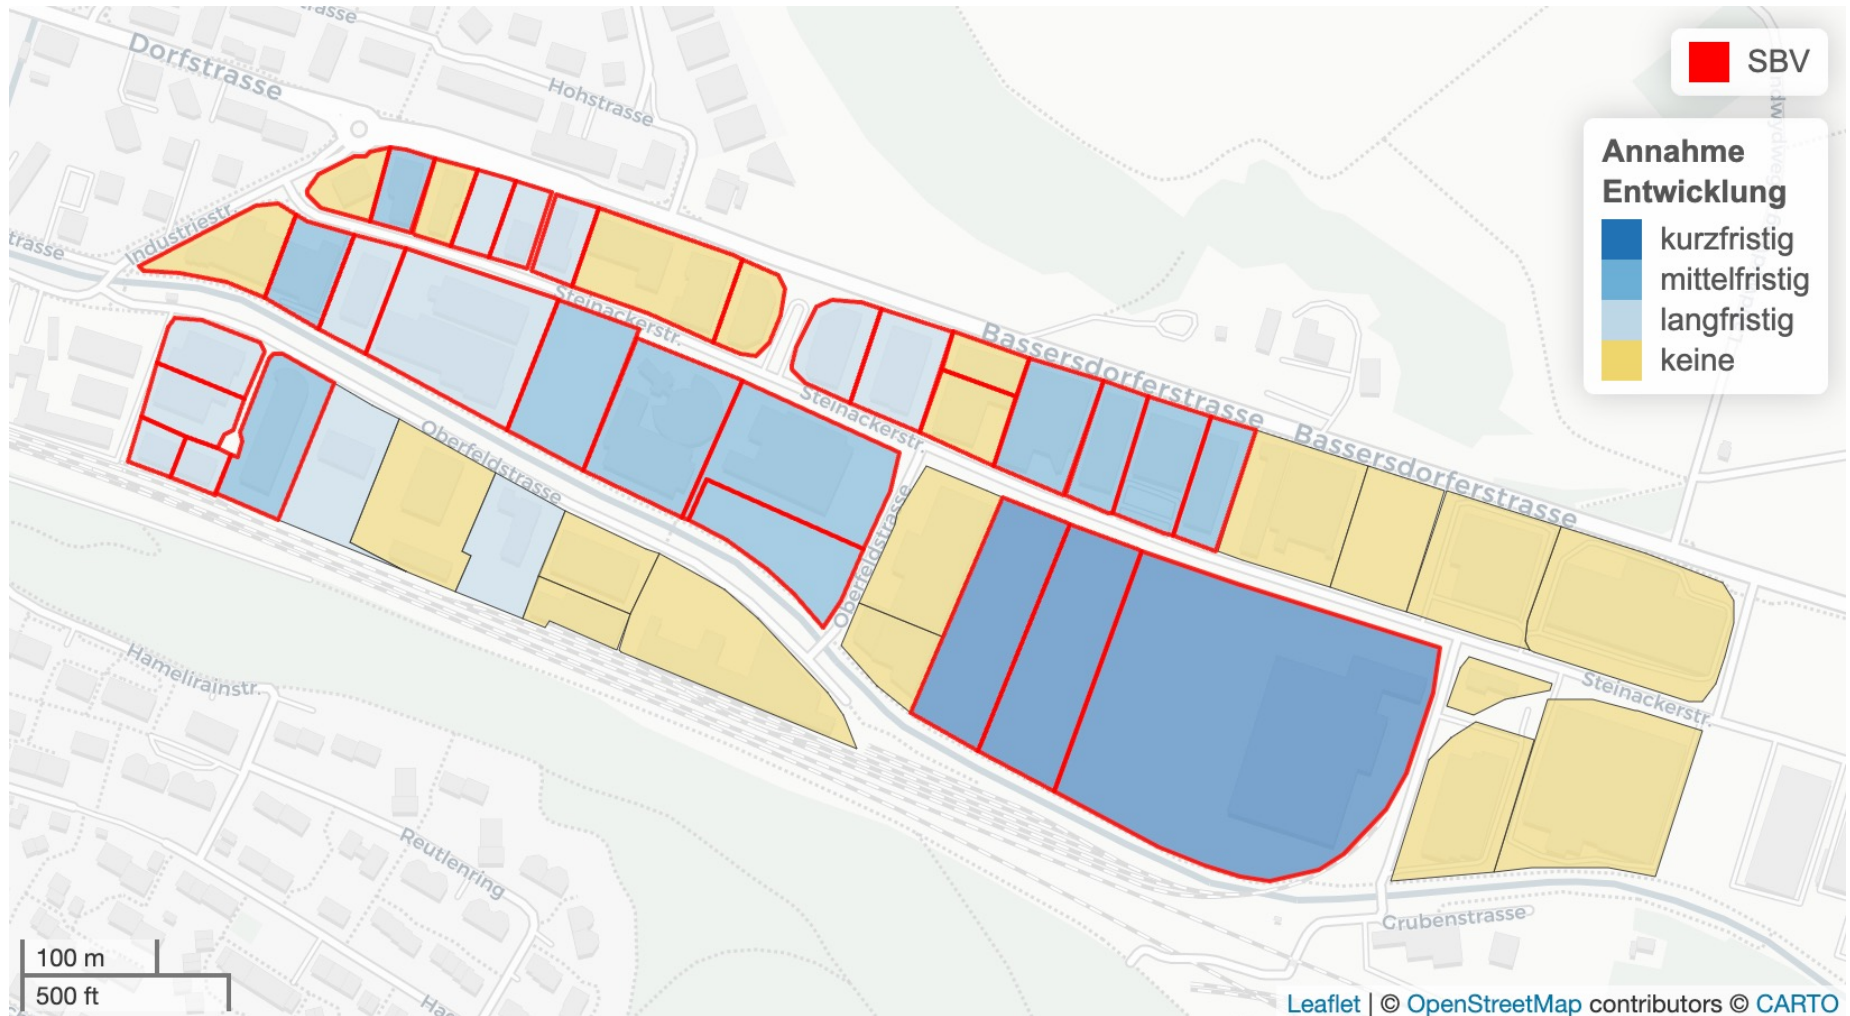 Dorfstrasse
Hohstrasse
SBV
Annahme
Entwicklung
kurzfristig
mittelfristig
langfristig
keine
Industriestr.
trasse
Steinackerstr.
Bassersdorferstrasse
Steinackerstr.
Bassersdorferstrasse
Oberfeldstrasse
Oberfeldstrasse
Steinackerstr.
Hamelirainstr.
Reutlenring
Grubenstrasse
100 m
500 ft
Leaflet | © OpenStreetMap contributors © CARTO